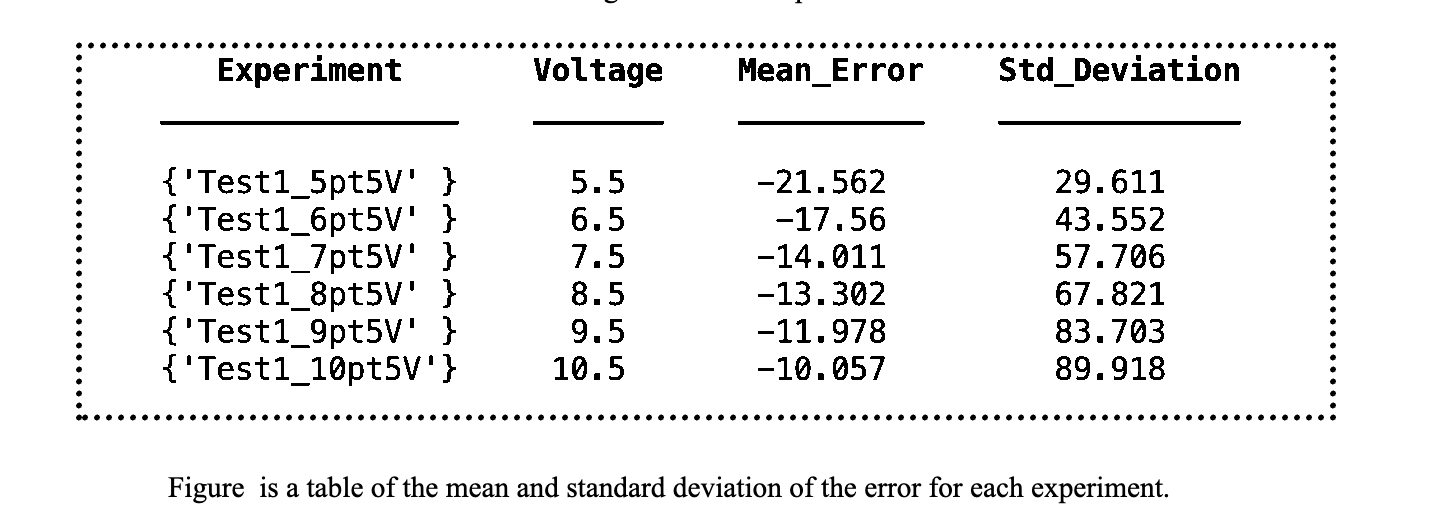 Experiment Voltage Mean_Error Std_Deviation
{'Test1_5pt5V' } 5.5 -21.562 29.611
{'Test1_6pt5V' } 6.5 -17.56 43.552
{'Test1_7pt5V' } 7.5 -14.011 57.706
{'Test1_8pt5V' } 8.5 -13.302 67.821
{'Test1_9pt5V' } 9.5 -11.978 83.703
{'Test1_10pt5V'} 10.5 -10.057 89.918
Figure  is a table of the mean and standard deviation of the error for each experiment.